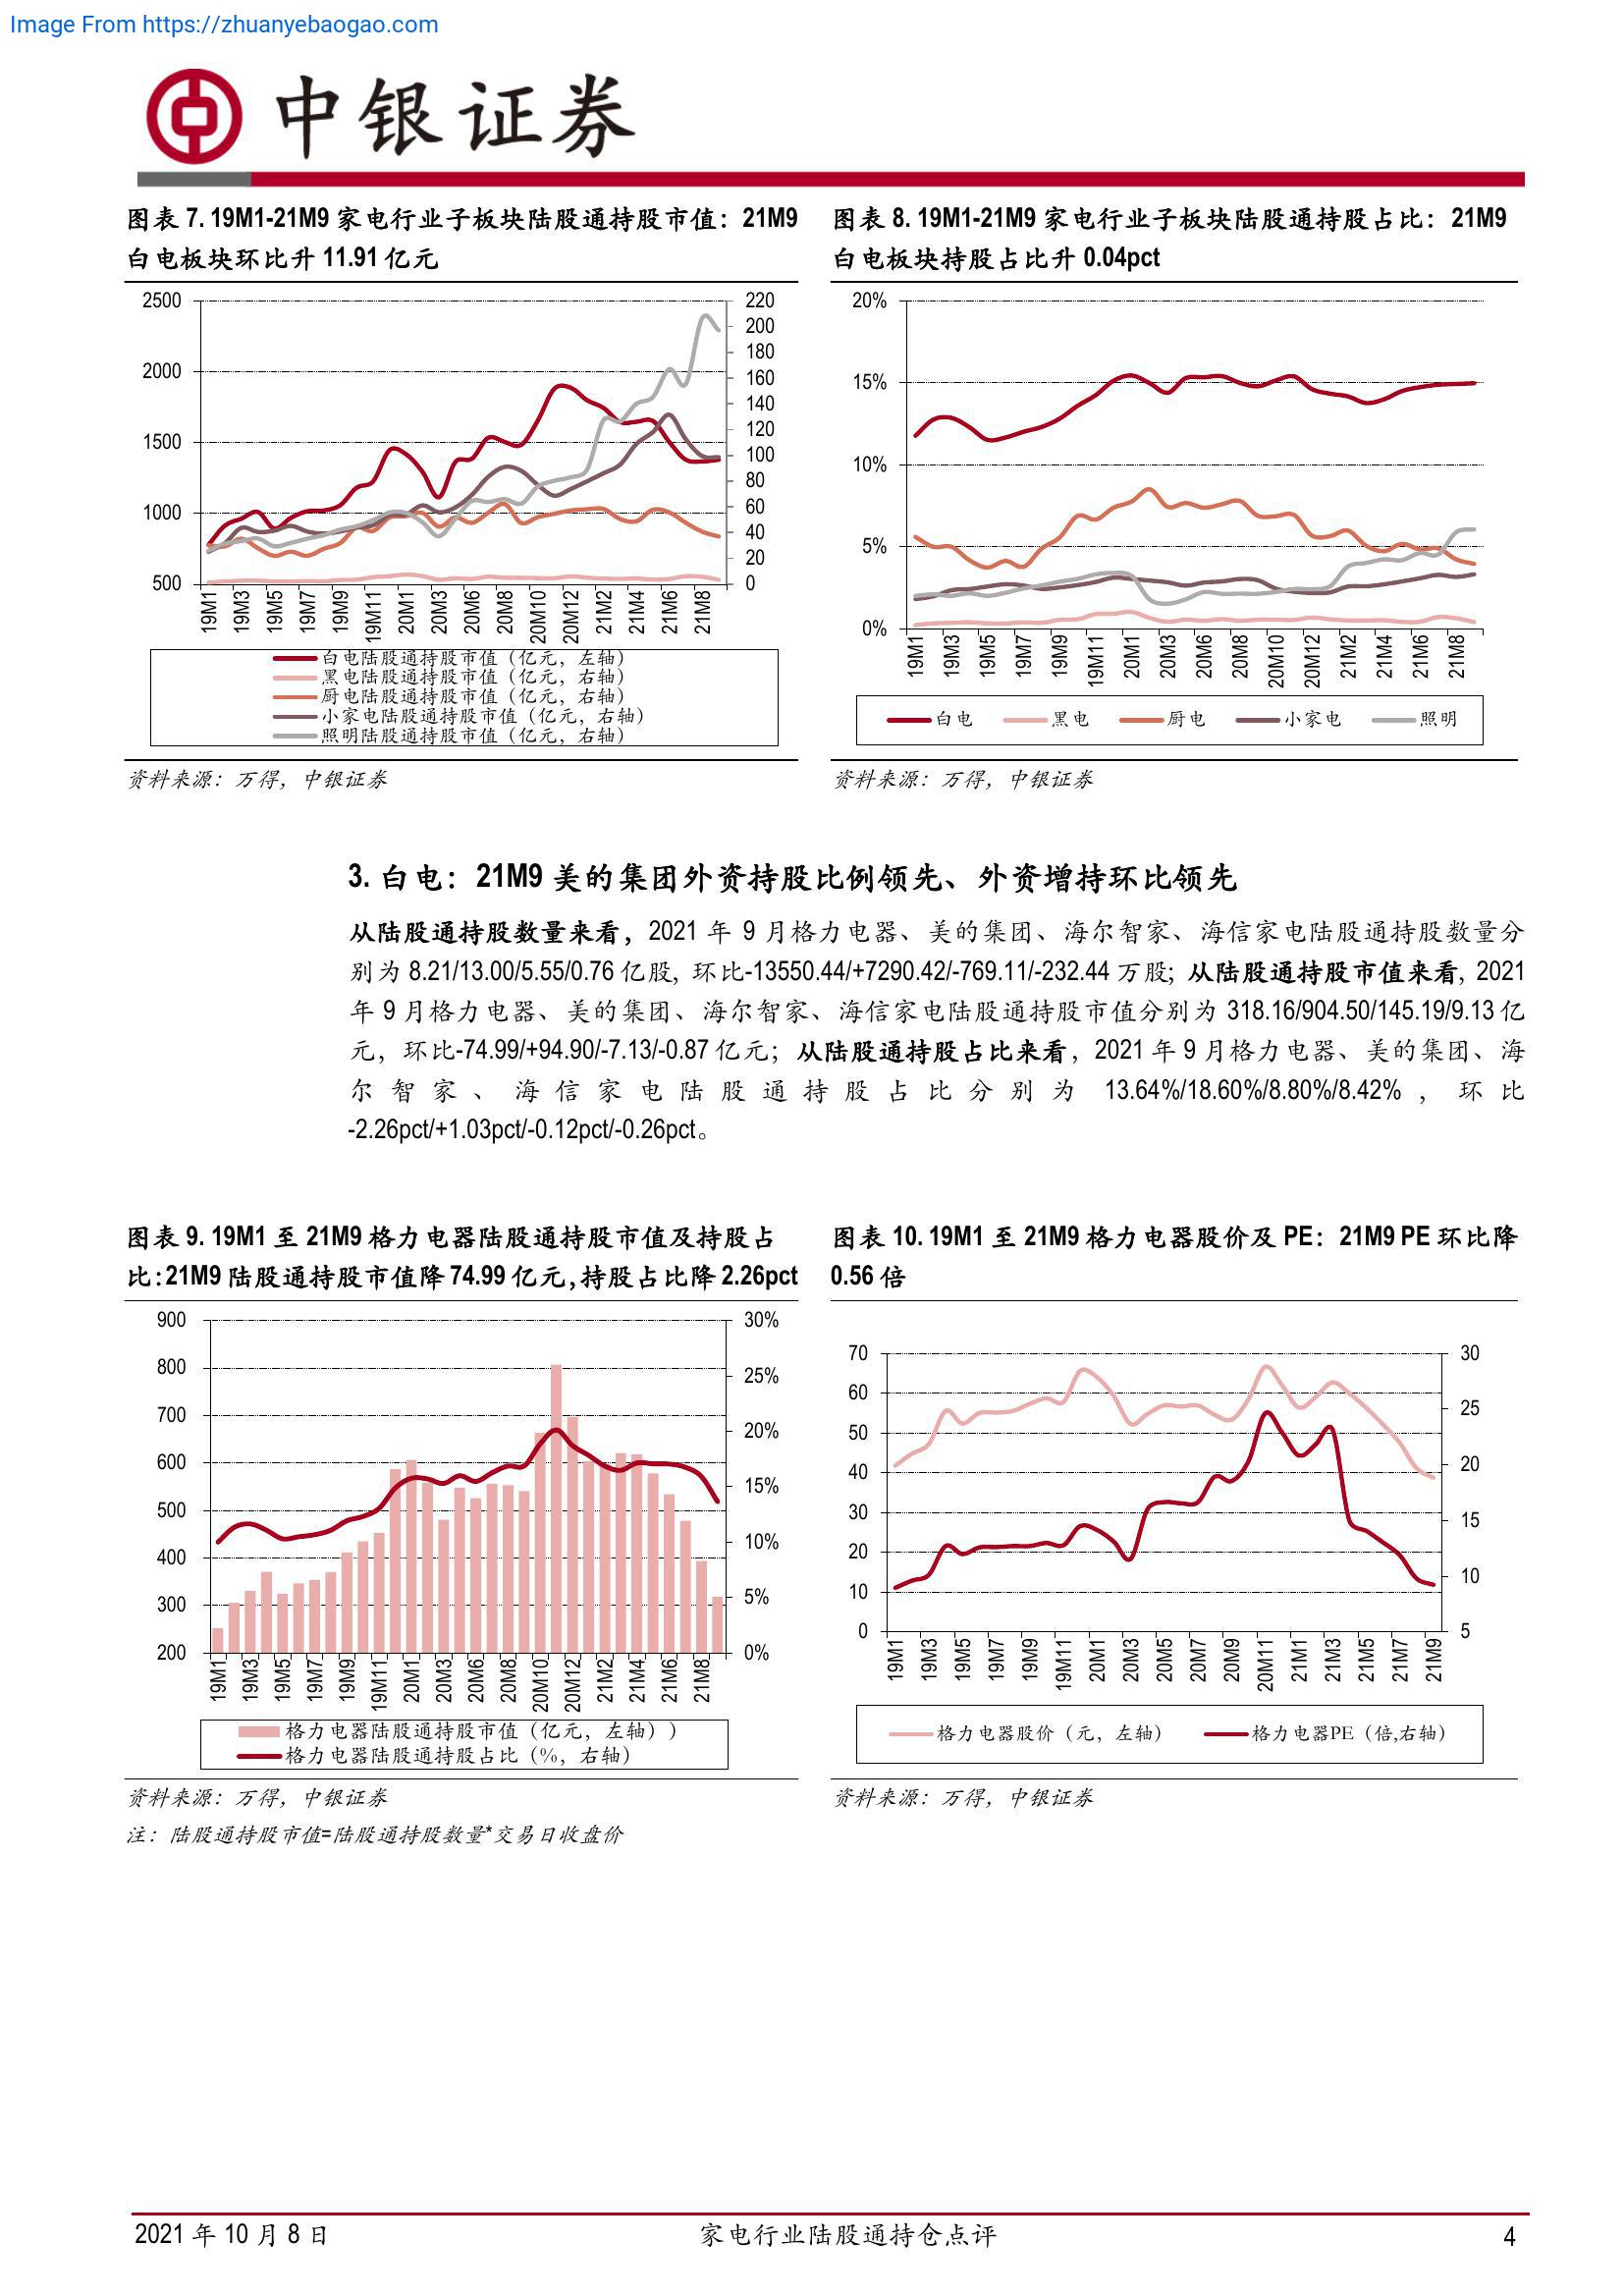 Image From https://zhuanyebaogao.com
中银证券
图表 7. 19M1-21M9 家电行业子板块陆股通持股市值：21M9
白电板块环比升 11.91 亿元
2500
2000
1500
1000
500
220
200
180
160
140
120
100
80
60
40
20
0
19M1
19M3
19M5
19M7
19M9
19M11
20M1
20M3
20M6
20M8
20M10
20M12
21M2
21M4
21M6
21M8
白电陆股通持股市值（亿元，左轴）
黑电陆股通持股市值（亿元，右轴）
厨电陆股通持股市值（亿元，右轴）
小家电陆股通持股市值（亿元，右轴）
照明陆股通持股市值（亿元，右轴）
资料来源：万得，中银证券
图表 8. 19M1-21M9 家电行业子板块陆股通持股占比：21M9
白电板块持股占比升 0.04pct
20%
15%
10%
5%
0%
19M1
19M3
19M5
19M7
19M9
19M11
20M1
20M3
20M6
20M8
20M10
20M12
21M2
21M4
21M6
21M8
白电 黑电 厨电 小家电 照明
资料来源：万得，中银证券
3. 白电：21M9 美的集团外资持股比例领先、外资增持环比领先
从陆股通持股数量来看，2021 年 9 月格力电器、美的集团、海尔智家、海信家电陆股通持股数量分
别为 8.21/13.00/5.55/0.76 亿股, 环比-13550.44/+7290.42/-769.11/-232.44 万股; 从陆股通持股市值来看, 2021
年 9 月格力电器、美的集团、海尔智家、海信家电陆股通持股市值分别为 318.16/904.50/145.19/9.13 亿
元，环比-74.99/+94.90/-7.13/-0.87 亿元；从陆股通持股占比来看，2021 年 9 月格力电器、美的集团、海
尔智家、海信家电陆股通持股占比分别为 13.64%/18.60%/8.80%/8.42%，环比
-2.26pct/+1.03pct/-0.12pct/-0.26pct。
图表 9. 19M1 至 21M9 格力电器陆股通持股市值及持股占
比：21M9 陆股通持股市值降 74.99 亿元，持股占比降 2.26pct
900
800
700
600
500
400
300
200
30%
25%
20%
15%
10%
5%
0%
19M1
19M3
19M5
19M7
19M9
19M11
20M1
20M3
20M6
20M8
20M10
20M12
21M2
21M4
21M6
21M8
格力电器陆股通持股市值（亿元，左轴））
格力电器陆股通持股占比（%，右轴）
资料来源：万得，中银证券
注：陆股通持股市值=陆股通持股数量*交易日收盘价
图表 10. 19M1 至 21M9 格力电器股价及 PE：21M9 PE 环比降
0.56 倍
70
60
50
40
30
20
10
0
30
25
20
15
10
5
19M1
19M3
19M5
19M7
19M9
19M11
20M1
20M3
20M5
20M7
20M9
20M11
21M1
21M3
21M5
21M7
21M9
格力电器股价（元，左轴） 格力电器PE（倍,右轴）
资料来源：万得，中银证券
2021 年 10 月 8 日 家电行业陆股通持仓点评 4